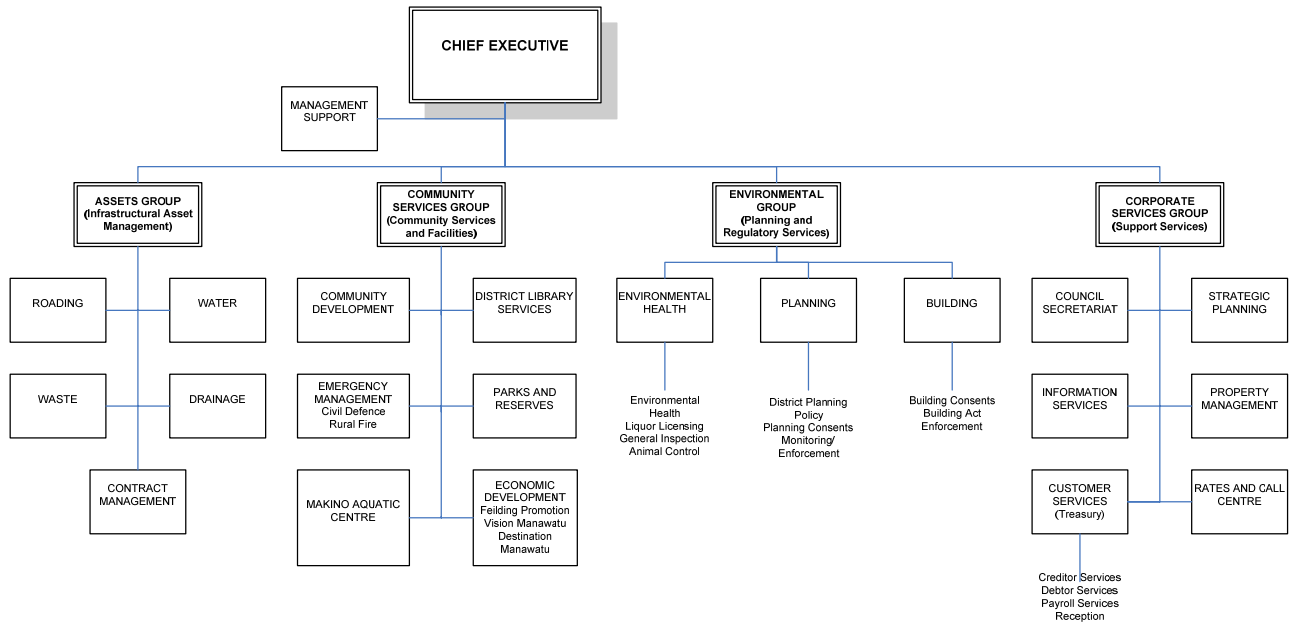 CHIEF EXECUTIVE
MANAGEMENT
SUPPORT
ASSETS GROUP
(Infrastructural Asset
Management)
COMMUNITY
SERVICES GROUP
(Community Services
and Facilities)
ENVIRONMENTAL
GROUP
(Planning and
Regulatory Services)
CORPORATE
SERVICES GROUP
(Support Services)
ROADING
WATER
WASTE
DRAINAGE
CONTRACT
MANAGEMENT
COMMUNITY
DEVELOPMENT
DISTRICT LIBRARY
SERVICES
EMERGENCY
MANAGEMENT
Civil Defence
Rural Fire
PARKS AND
RESERVES
MAKINO AQUATIC
CENTRE
ECONOMIC
DEVELOPMENT
Feilding Promotion
Vision Manawatu
Destination
Manawatu
ENVIRONMENTAL
HEALTH
PLANNING
BUILDING
Environmental
Health
Liquor Licensing
General Inspection
Animal Control
District Planning
Policy
Planning Consents
Monitoring/
Enforcement
Building Consents
Building Act
Enforcement
COUNCIL
SECRETARIAT
STRATEGIC
PLANNING
INFORMATION
SERVICES
PROPERTY
MANAGEMENT
CUSTOMER
SERVICES
(Treasury)
RATES AND CALL
CENTRE
Creditor Services
Debtor Services
Payroll Services
Reception